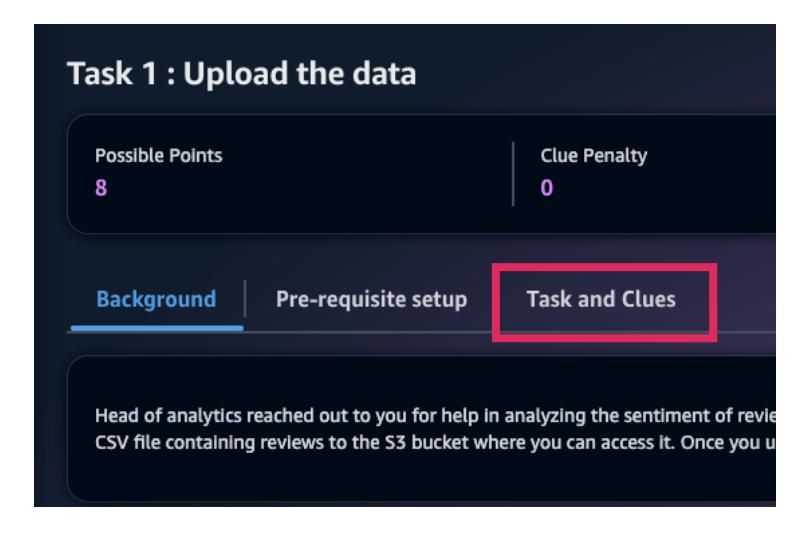 Task 1 : Upload the data
Possible Points
8
Clue Penalty
0
Background
Pre-requisite setup
Task and Clues
Head of analytics reached out to you for help in analyzing the sentiment of
CSV file containing reviews to the S3 bucket where you can access it. Once you